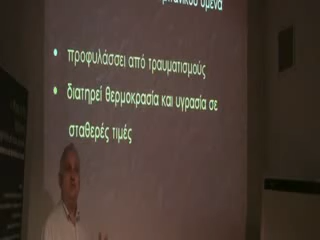 • προφυλάσσει από τραυματισμούς
• διατηρεί θερμοκρασία και υγρασία σε
σταθερές τιμές